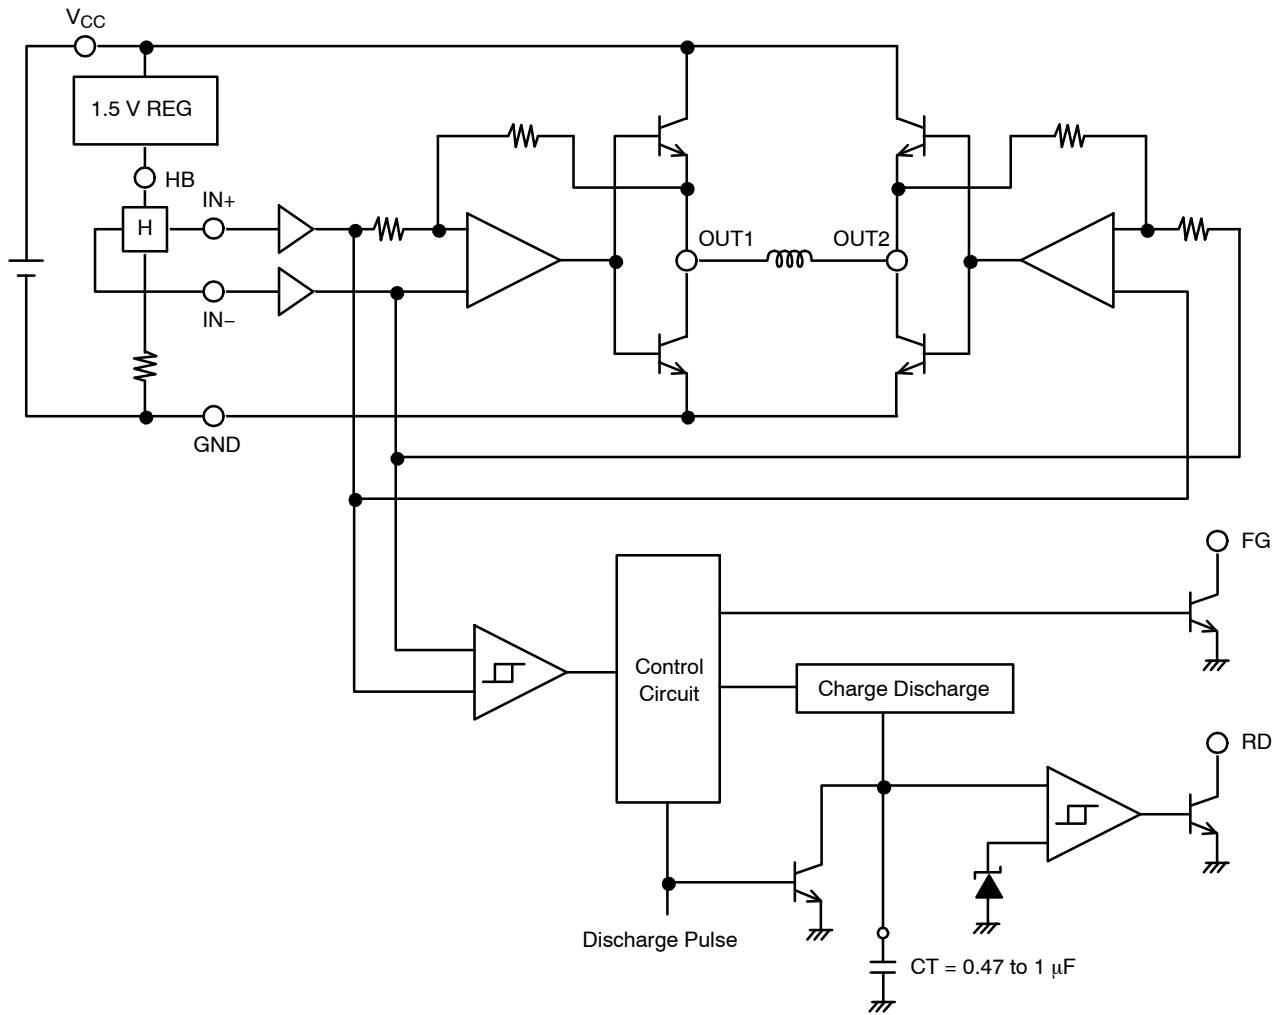 VCC
1.5 V REG
HB
IN+
H
OUT1
OUT2
IN−
GND
FG
Control
Circuit
Charge Discharge
RD
Discharge Pulse
CT = 0.47 to 1 μF